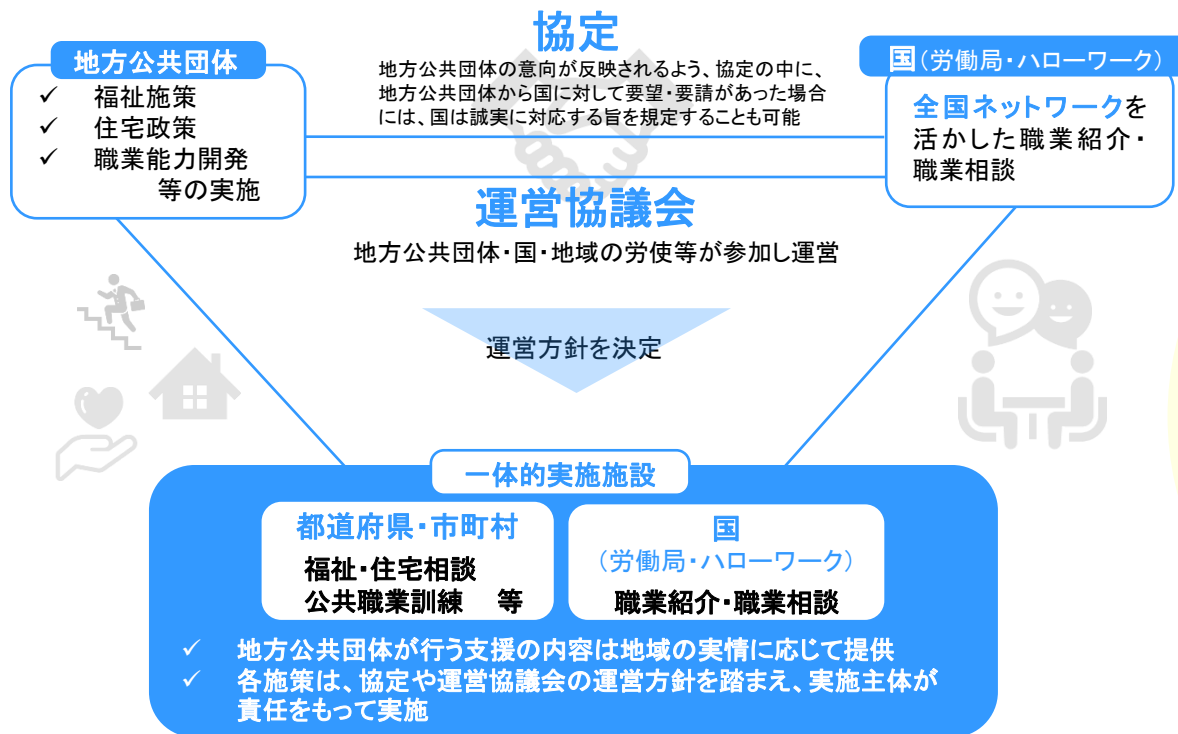 協定
地方公共団体の意向が反映されるよう、協定の中に、
地方公共団体から国に対して要望・要請があった場合
には、国は誠実に対応する旨を規定することも可能
地方公共団体
✓ 福祉施策
✓ 住宅政策
✓ 職業能力開発
等の実施
国(労働局・ハローワーク)
全国ネットワークを
活かした職業紹介・
職業相談
運営協議会
地方公共団体・国・地域の労使等が参加し運営
運営方針を決定
一体的実施施設
都道府県・市町村
福祉・住宅相談
公共職業訓練 等
国
(労働局・ハローワーク)
職業紹介・職業相談
✓ 地方公共団体が行う支援の内容は地域の実情に応じて提供
✓ 各施策は、協定や運営協議会の運営方針を踏まえ、実施主体が
責任をもって実施